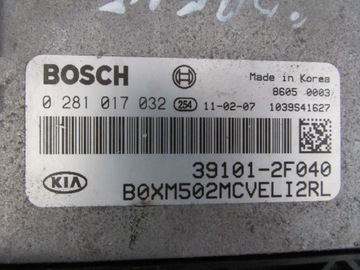 BOSCH
Made in Korea
8605 0003
0 281 017 032 254 11-02-07 1039S41627
39101-2F040
KIA
B0XM502MCVELI2RL